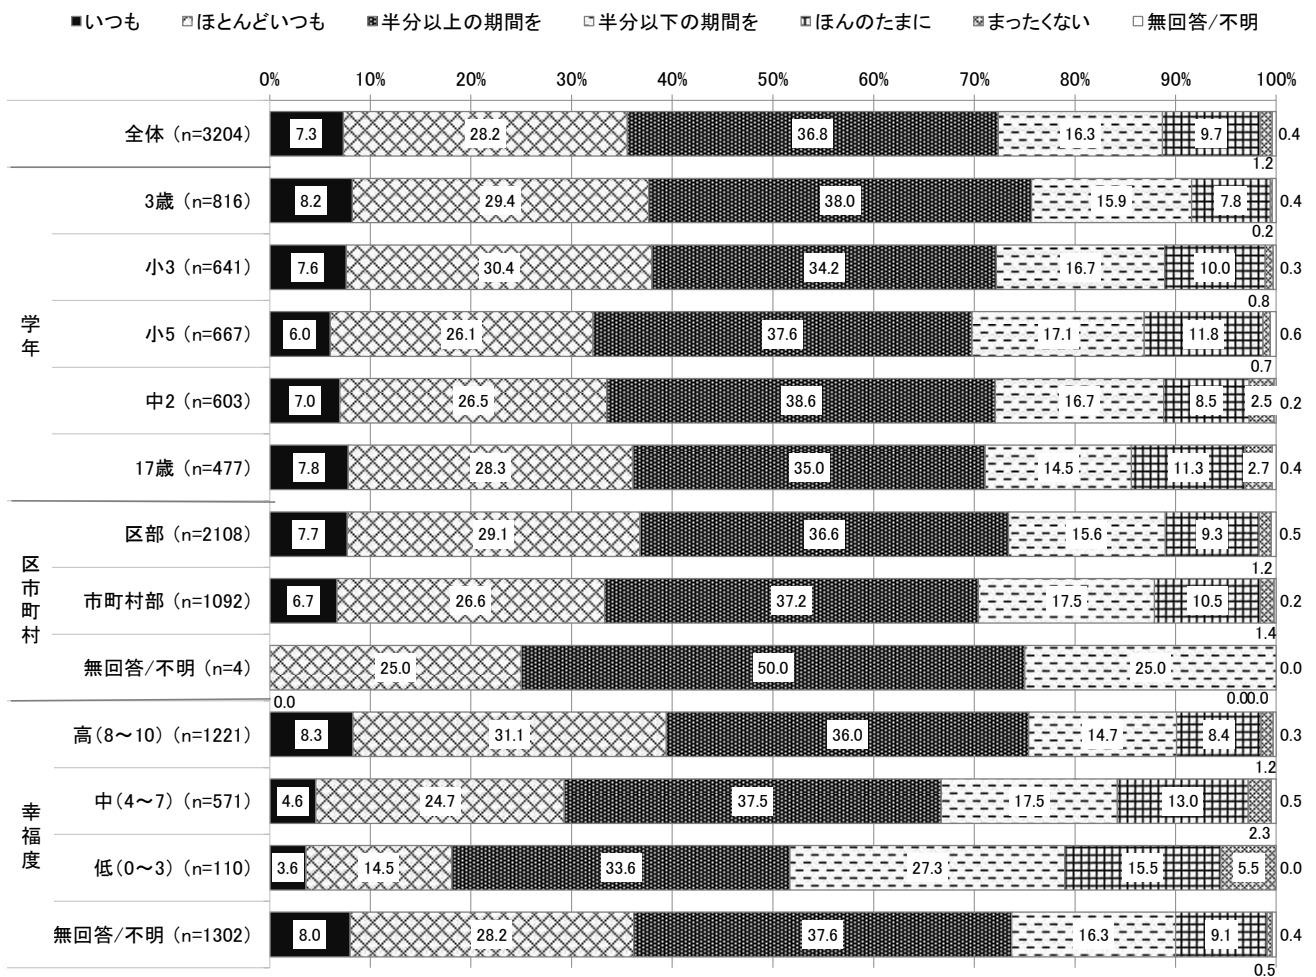 ■いつも ほとんどいつも ■半分以上の期間を 半分以下の期間を ほんのたまに まったくない □無回答/不明
0% 10% 20% 30% 40% 50% 60% 70% 80% 90% 100%
全体 (n=3204) 7.3 28.2 36.8 16.3 9.7 0.4
1.2
学年
3歳 (n=816) 8.2 29.4 38.0 15.9 7.8 0.4
0.2
小3 (n=641) 7.6 30.4 34.2 16.7 10.0 0.3
0.8
小5 (n=667) 6.0 26.1 37.6 17.1 11.8 0.6
0.7
中2 (n=603) 7.0 26.5 38.6 16.7 8.5 2.5 0.2
17歳 (n=477) 7.8 28.3 35.0 14.5 11.3 2.7 0.4
区市町村
区部 (n=2108) 7.7 29.1 36.6 15.6 9.3 0.5
1.2
市町村部 (n=1092) 6.7 26.6 37.2 17.5 10.5 0.2
1.4
無回答/不明 (n=4) 25.0 50.0 25.0 0.0
0.0 0.0 0.0
幸福度
高(8～10) (n=1221) 8.3 31.1 36.0 14.7 8.4 0.3
1.2
中(4～7) (n=571) 4.6 24.7 37.5 17.5 13.0 0.5
2.3
低(0～3) (n=110) 3.6 14.5 33.6 27.3 15.5 5.5 0.0
無回答/不明 (n=1302) 8.0 28.2 37.6 16.3 9.1 0.4
0.5